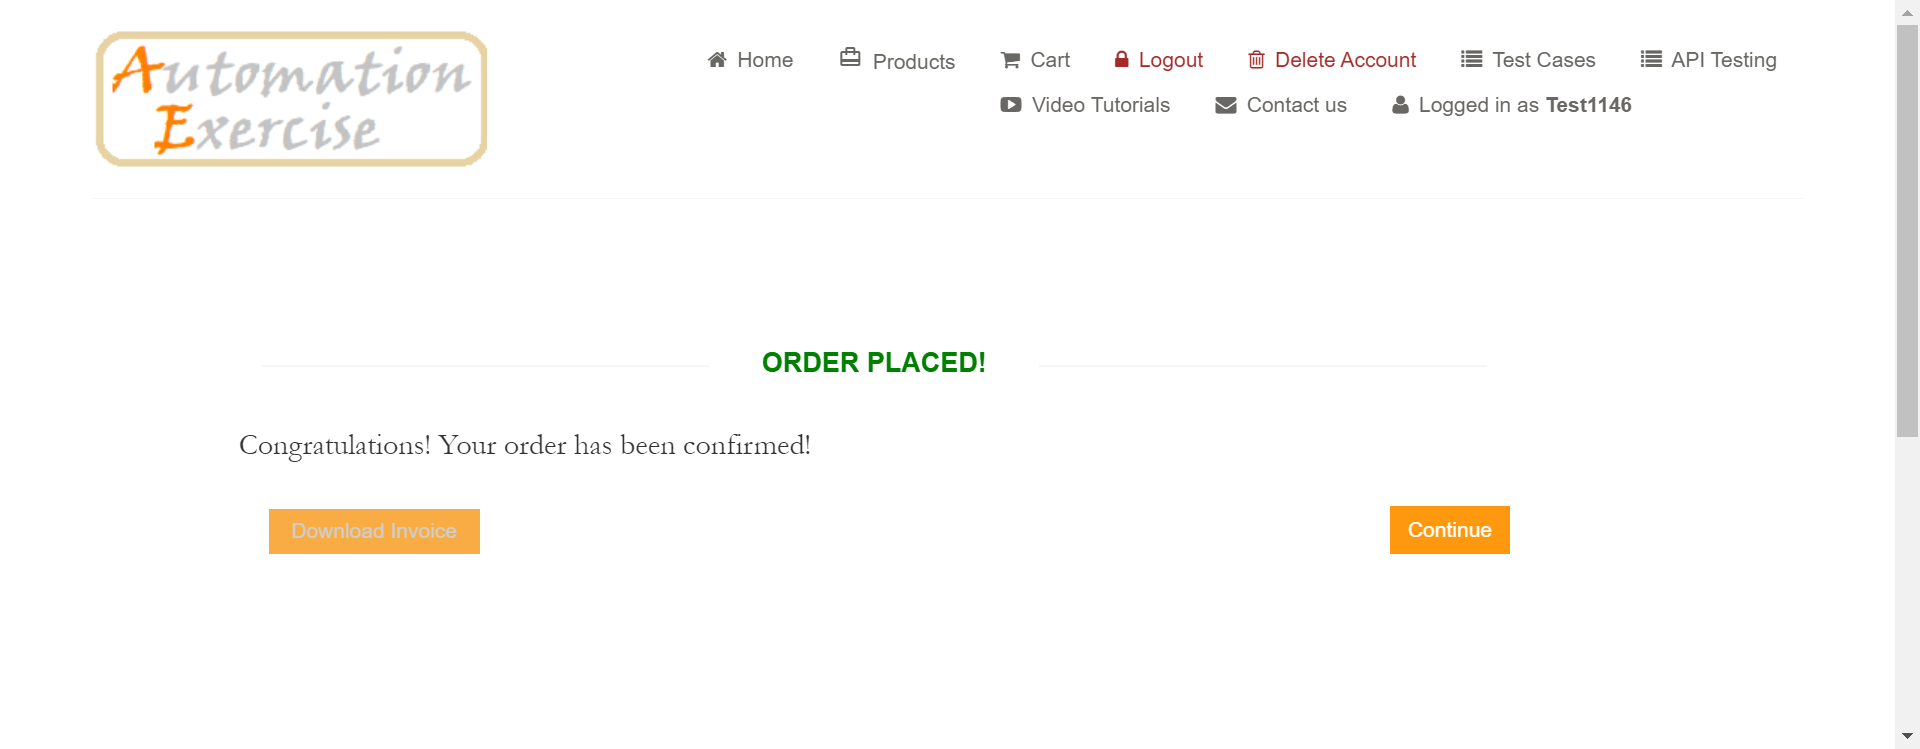 Automation
Exercise
Home Products Cart Logout Delete Account Test Cases API Testing
Video Tutorials Contact us Logged in as Test1146
ORDER PLACED!
Congratulations! Your order has been confirmed!
Download Invoice Continue